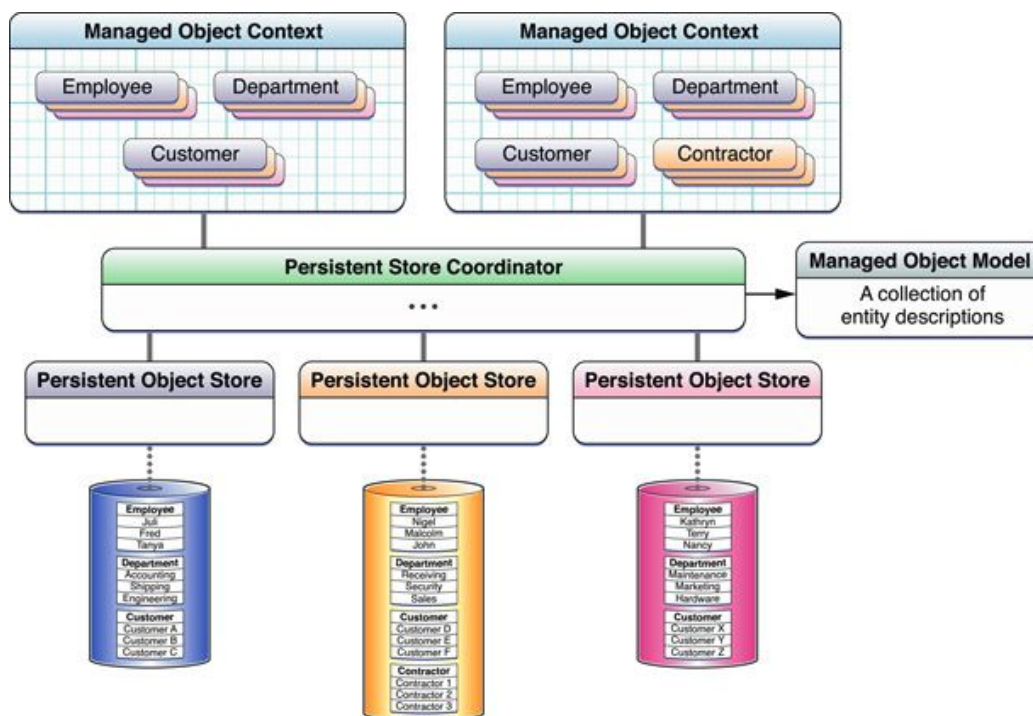 Managed Object Context
Employee
Department
Customer
Managed Object Context
Employee
Department
Customer
Contractor
Persistent Store Coordinator
...
Managed Object Model
A collection of
entity descriptions
Persistent Object Store
Persistent Object Store
Persistent Object Store
Employee
Juli
Fred
Tanya
Department
Accounting
Shipping
Engineering
Customer
Customer A
Customer B
Customer C
Employee
Nigel
Malcolm
John
Department
Receiving
Security
Sales
Customer
Customer D
Customer E
Customer F
Contractor
Contractor 1
Contractor 2
Contractor 3
Employee
Kathryn
Terry
Nancy
Department
Maintenance
Marketing
Hardware
Customer
Customer X
Customer Y
Customer Z